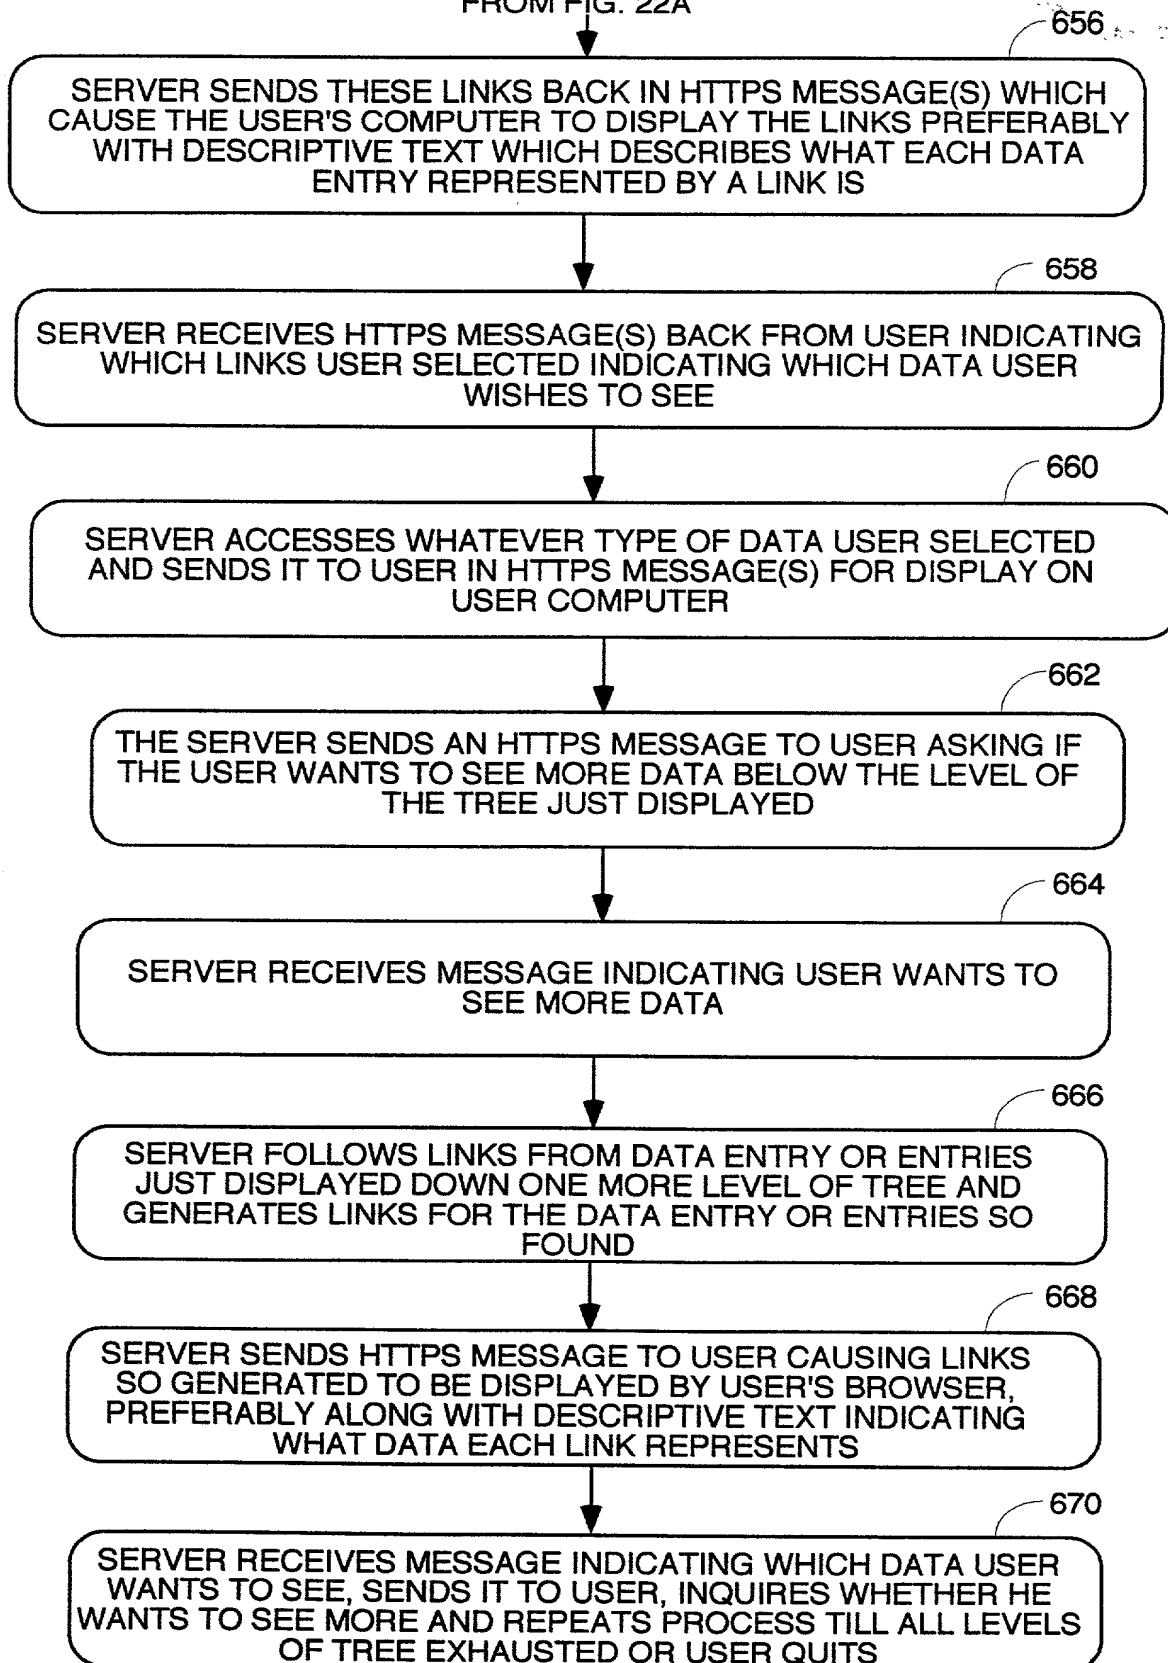 FROM FIG. 22A
656
SERVER SENDS THESE LINKS BACK IN HTTPS MESSAGE(S) WHICH
CAUSE THE USER'S COMPUTER TO DISPLAY THE LINKS PREFERABLY
WITH DESCRIPTIVE TEXT WHICH DESCRIBES WHAT EACH DATA
ENTRY REPRESENTED BY A LINK IS
658
SERVER RECEIVES HTTPS MESSAGE(S) BACK FROM USER INDICATING
WHICH LINKS USER SELECTED INDICATING WHICH DATA USER
WISHES TO SEE
660
SERVER ACCESSES WHATEVER TYPE OF DATA USER SELECTED
AND SENDS IT TO USER IN HTTPS MESSAGE(S) FOR DISPLAY ON
USER COMPUTER
662
THE SERVER SENDS AN HTTPS MESSAGE TO USER ASKING IF
THE USER WANTS TO SEE MORE DATA BELOW THE LEVEL OF
THE TREE JUST DISPLAYED
664
SERVER RECEIVES MESSAGE INDICATING USER WANTS TO
SEE MORE DATA
666
SERVER FOLLOWS LINKS FROM DATA ENTRY OR ENTRIES
JUST DISPLAYED DOWN ONE MORE LEVEL OF TREE AND
GENERATES LINKS FOR THE DATA ENTRY OR ENTRIES SO
FOUND
668
SERVER SENDS HTTPS MESSAGE TO USER CAUSING LINKS
SO GENERATED TO BE DISPLAYED BY USER'S BROWSER,
PREFERABLY ALONG WITH DESCRIPTIVE TEXT INDICATING
WHAT DATA EACH LINK REPRESENTS
670
SERVER RECEIVES MESSAGE INDICATING WHICH DATA USER
WANTS TO SEE, SENDS IT TO USER, INQUIRES WHETHER HE
WANTS TO SEE MORE AND REPEATS PROCESS TILL ALL LEVELS
OF TREE EXHAUSTED OR USER QUITS